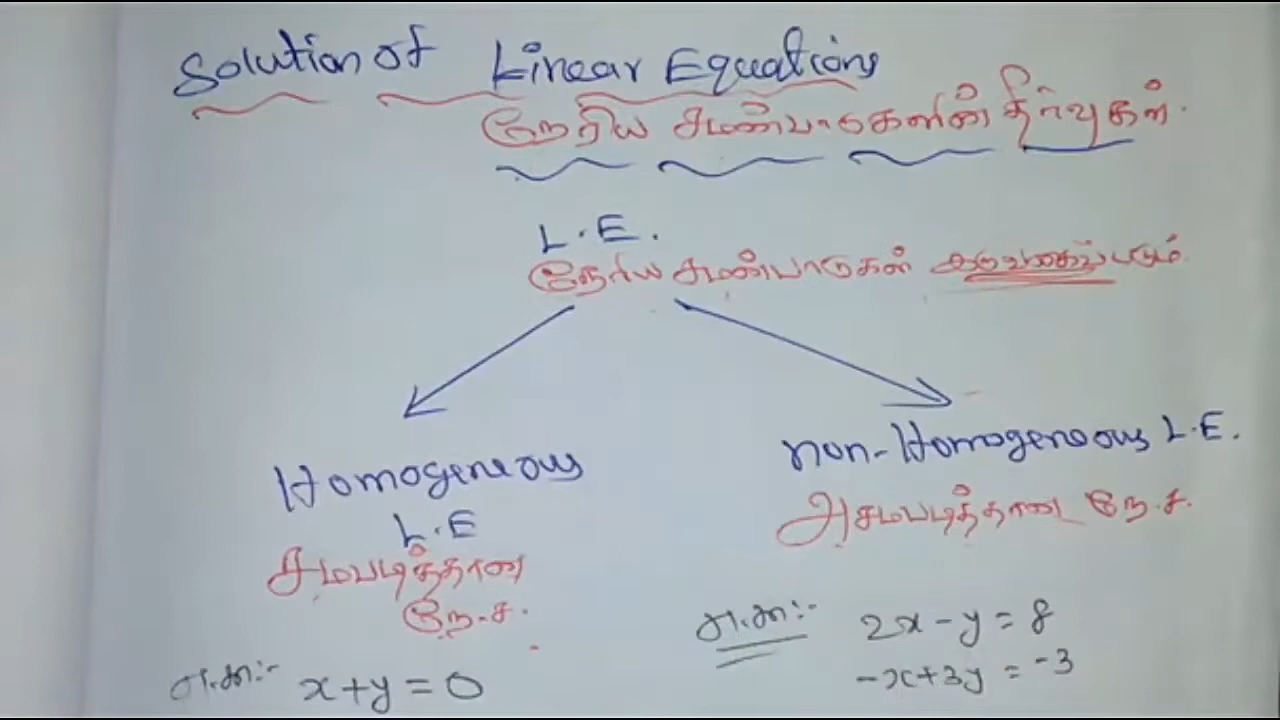 Solution of Linear Equations
நேரிய சமன்பாடுகளின் தீர்வுகள்.
L.E.
நேரிய சமன்பாடுகள் இருவகைப்படும்.
Homogeneous
L.E
சமபடித்தான
நே.ச.
எ.கா:- x+y=0
non-Homogeneous L.E.
அசமபடித்தான நே.ச.
எ.கா:- 2x-y=8
-x+3y=-3